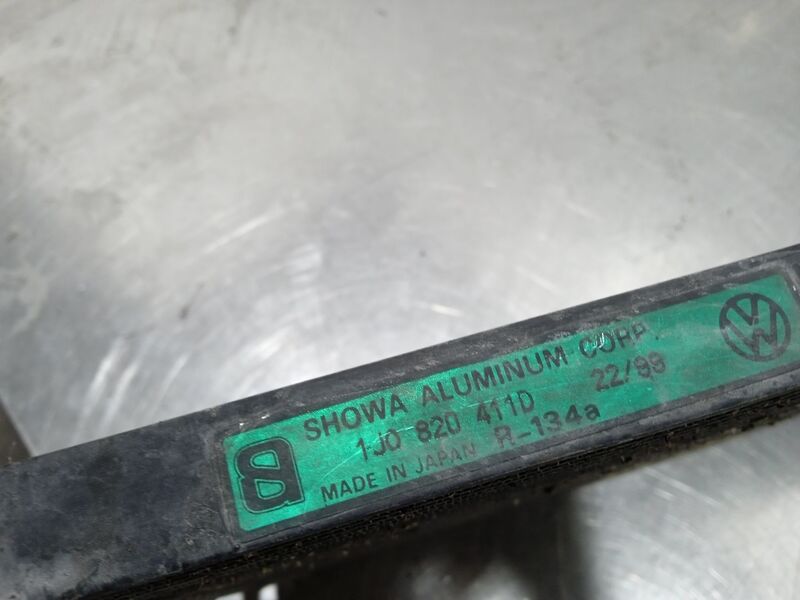 SHOWA ALUMINUM CORP.
1J0 820 411D 22/99
MADE IN JAPAN R-134a